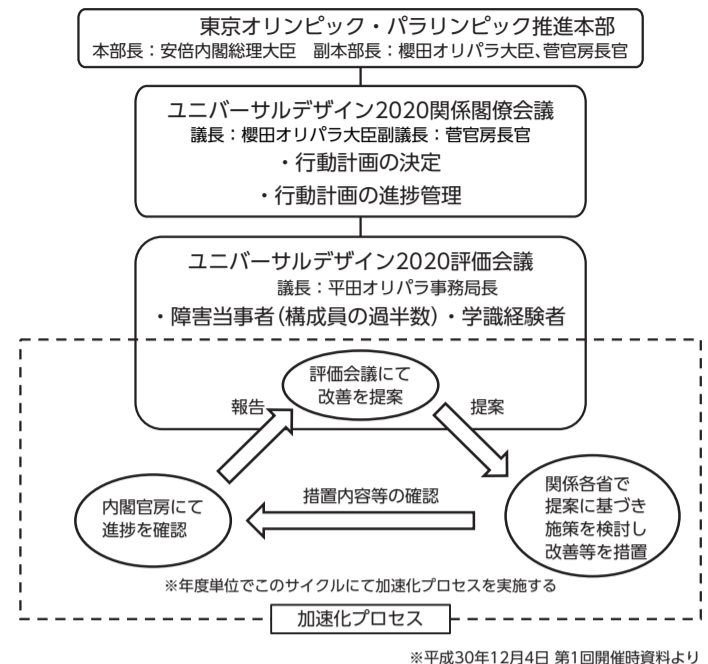 東京オリンピック・パラリンピック推進本部
本部長：安倍内閣総理大臣　副本部長：櫻田オリパラ大臣、菅官房長官
ユニバーサルデザイン2020関係閣僚会議
議長：櫻田オリパラ大臣副議長：菅官房長官
・行動計画の決定
・行動計画の進捗管理
ユニバーサルデザイン2020評価会議
議長：平田オリパラ事務局長
・障害当事者（構成員の過半数）・学識経験者
評価会議にて
改善を提案
報告
提案
関係各省で
提案に基づき
施策を検討し
改善等を措置
措置内容等の確認
内閣官房にて
進捗を確認
※年度単位でこのサイクルにて加速化プロセスを実施する
加速化プロセス
※平成30年12月4日 第1回開催時資料より